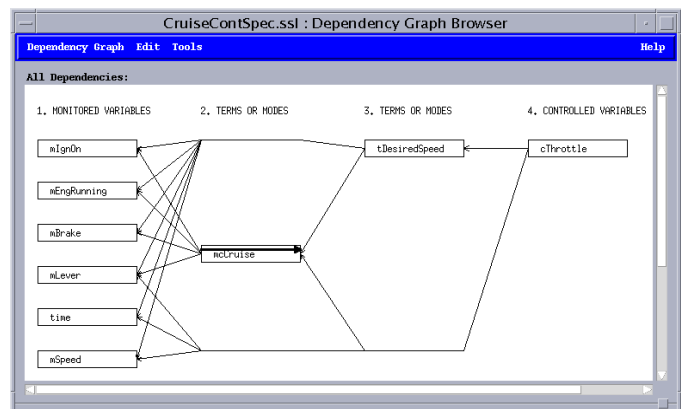 CruiseContSpec.ssl : Dependency Graph Browser
Dependency Graph Edit Tools Help
All Dependencies:
1. MONITORED VARIABLES 2. TERMS OR MODES 3. TERMS OR MODES 4. CONTROLLED VARIABLES
mIgnOn tDesiredSpeed cThrottle
mEngRunning
mBrake
mcCruise
mLever
time
mSpeed